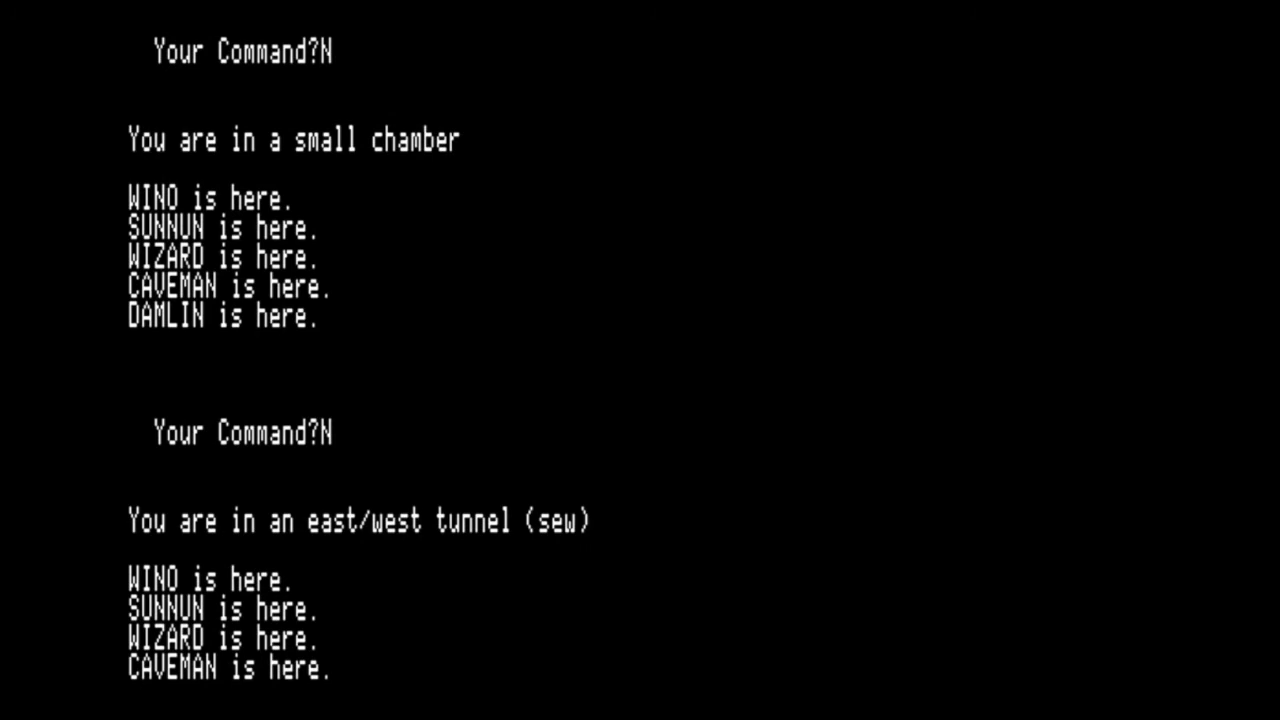 Your Command?N
You are in a small chamber
WINO is here.
SUNNUN is here.
WIZARD is here.
CAVEMAN is here.
DAMLIN is here.
Your Command?N
You are in an east/west tunnel (sew)
WINO is here.
SUNNUN is here.
WIZARD is here.
CAVEMAN is here.